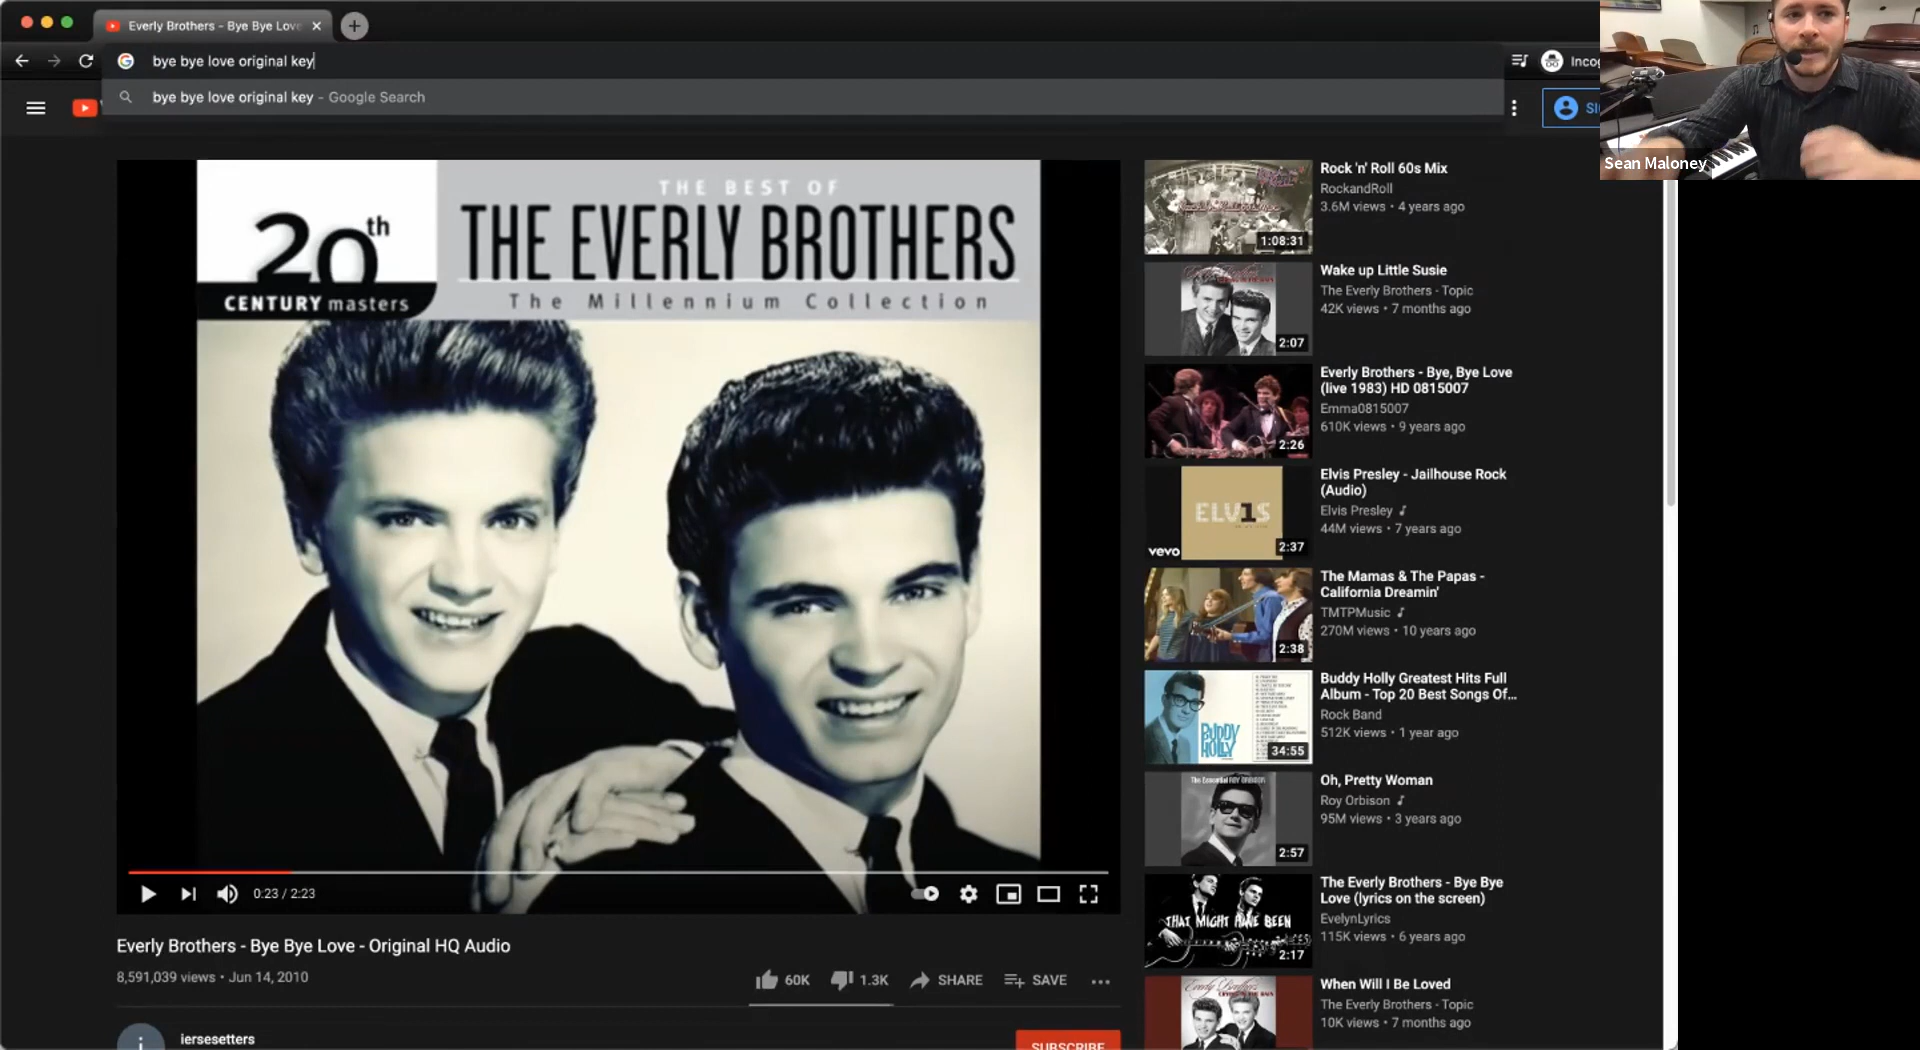 Everly Brothers - Bye Bye Love
bye bye love original key
Incog
bye bye love original key - Google Search
SI
Sean Maloney
THE BEST OF
THE EVERLY BROTHERS
The Millennium Collection
20th
CENTURY masters
0:23 / 2:23
Everly Brothers - Bye Bye Love - Original HQ Audio
8,591,039 views • Jun 14, 2010
60K
1.3K
SHARE
SAVE
i
iersesetters
SUBSCRIBE
Rock 'n' Roll 60s Mix
RockandRoll
3.6M views • 4 years ago
1:08:31
Wake up Little Susie
The Everly Brothers - Topic
42K views • 7 months ago
2:07
Everly Brothers - Bye, Bye Love
(live 1983) HD 0815007
Emma0815007
610K views • 9 years ago
2:26
Elvis Presley - Jailhouse Rock
(Audio)
Elvis Presley
44M views • 7 years ago
ELV1S
vevo
2:37
The Mamas & The Papas -
California Dreamin'
TMTPMusic
270M views • 10 years ago
2:38
Buddy Holly Greatest Hits Full
Album - Top 20 Best Songs Of...
Rock Band
512K views • 1 year ago
BUDDY
HOLLY
34:55
Oh, Pretty Woman
Roy Orbison
95M views • 3 years ago
The Essential ROY ORBISON
2:57
The Everly Brothers - Bye Bye
Love (lyrics on the screen)
EvelynLyrics
115K views • 6 years ago
THAT MIGHT HAVE BEEN
2:17
When Will I Be Loved
The Everly Brothers - Topic
10K views • 7 months ago